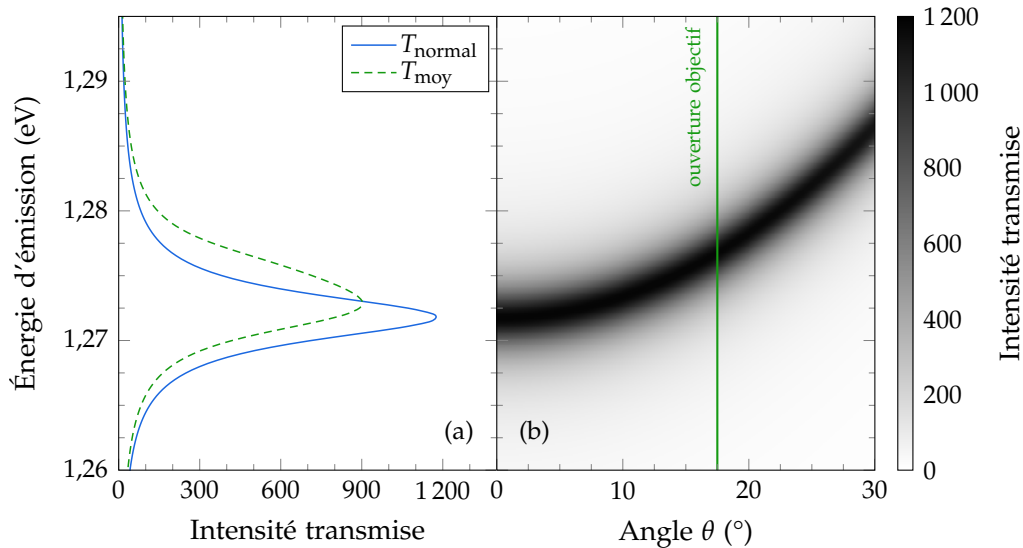 T_normal
T_moy
Énergie d'émission (eV)
1,29
1,28
1,27
1,26
0
300
600
900
1 200
Intensité transmise
(a)
(b)
ouverture objectif
0
10
20
30
Angle θ (°)
1 200
1 000
800
600
400
200
0
Intensité transmise